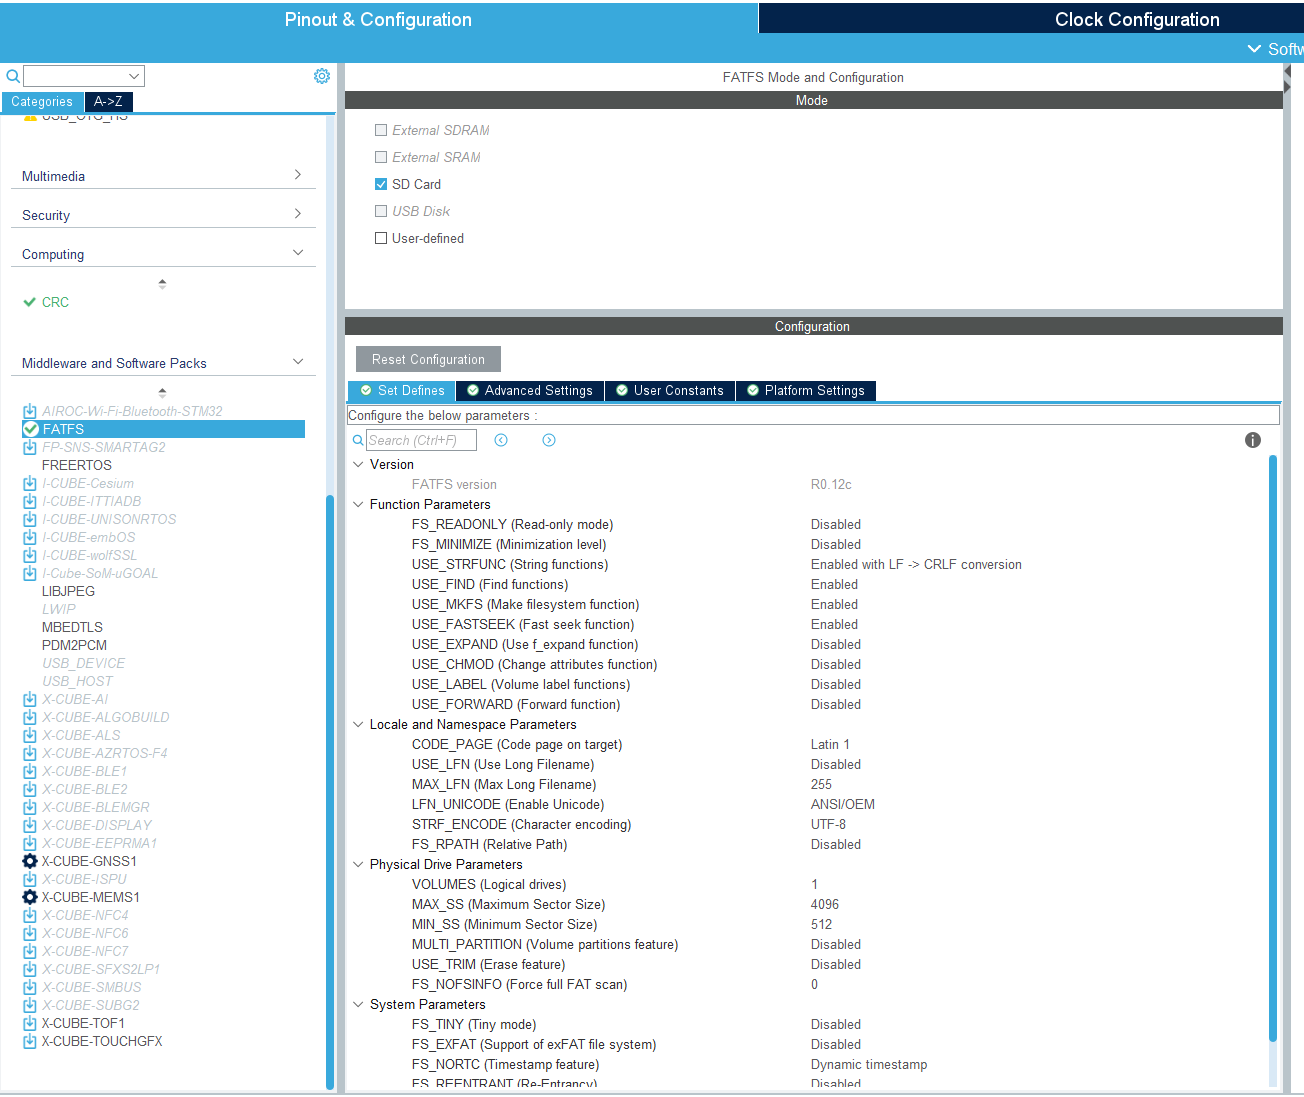 Pinout & Configuration
Clock Configuration
Softw
Categories
A->Z
USB_OTG_HS
Multimedia
Security
Computing
CRC
Middleware and Software Packs
AIROC-Wi-Fi-Bluetooth-STM32
FATFS
FP-SNS-SMARTAG2
FREERTOS
I-CUBE-Cesium
I-CUBE-ITTIADB
I-CUBE-UNISONRTOS
I-CUBE-embOS
I-CUBE-wolfSSL
I-Cube-SoM-uGOAL
LIBJPEG
LWIP
MBEDTLS
PDM2PCM
USB_DEVICE
USB_HOST
X-CUBE-AI
X-CUBE-ALGOBUILD
X-CUBE-ALS
X-CUBE-AZRTOS-F4
X-CUBE-BLE1
X-CUBE-BLE2
X-CUBE-BLEMGR
X-CUBE-DISPLAY
X-CUBE-EEPRMA1
X-CUBE-GNSS1
X-CUBE-ISPU
X-CUBE-MEMS1
X-CUBE-NFC4
X-CUBE-NFC6
X-CUBE-NFC7
X-CUBE-SFXS2LP1
X-CUBE-SMBUS
X-CUBE-SUBG2
X-CUBE-TOF1
X-CUBE-TOUCHGFX
FATFS Mode and Configuration
Mode
External SDRAM
External SRAM
SD Card
USB Disk
User-defined
Configuration
Reset Configuration
Set Defines
Advanced Settings
User Constants
Platform Settings
Configure the below parameters :
Search (Ctrl+F)
Version
FATFS version R0.12c
Function Parameters
FS_READONLY (Read-only mode) Disabled
FS_MINIMIZE (Minimization level) Disabled
USE_STRFUNC (String functions) Enabled with LF -> CRLF conversion
USE_FIND (Find functions) Enabled
USE_MKFS (Make filesystem function) Enabled
USE_FASTSEEK (Fast seek function) Enabled
USE_EXPAND (Use f_expand function) Disabled
USE_CHMOD (Change attributes function) Disabled
USE_LABEL (Volume label functions) Disabled
USE_FORWARD (Forward function) Disabled
Locale and Namespace Parameters
CODE_PAGE (Code page on target) Latin 1
USE_LFN (Use Long Filename) Disabled
MAX_LFN (Max Long Filename) 255
LFN_UNICODE (Enable Unicode) ANSI/OEM
STRF_ENCODE (Character encoding) UTF-8
FS_RPATH (Relative Path) Disabled
Physical Drive Parameters
VOLUMES (Logical drives) 1
MAX_SS (Maximum Sector Size) 4096
MIN_SS (Minimum Sector Size) 512
MULTI_PARTITION (Volume partitions feature) Disabled
USE_TRIM (Erase feature) Disabled
FS_NOFSINFO (Force full FAT scan) 0
System Parameters
FS_TINY (Tiny mode) Disabled
FS_EXFAT (Support of exFAT file system) Disabled
FS_NORTC (Timestamp feature) Dynamic timestamp
FS_REENTRANT (Re-Entrancy) Disabled